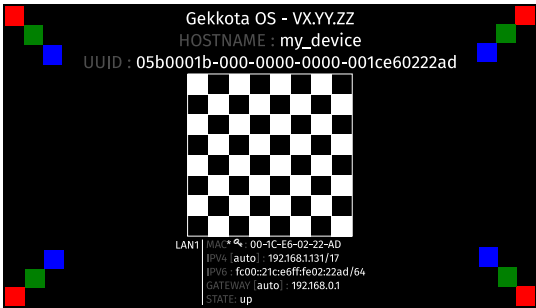 Gekkota OS - VX.YY.ZZ
HOSTNAME : my_device
UUID : 05b0001b-000-0000-0000-001ce60222ad
LAN1 MAC* : 00-1C-E6-02-22-AD
IPV4 [auto] : 192.168.1.131/17
IPV6 : fc00::21c:e6ff:fe02:22ad/64
GATEWAY [auto] : 192.168.0.1
STATE: up